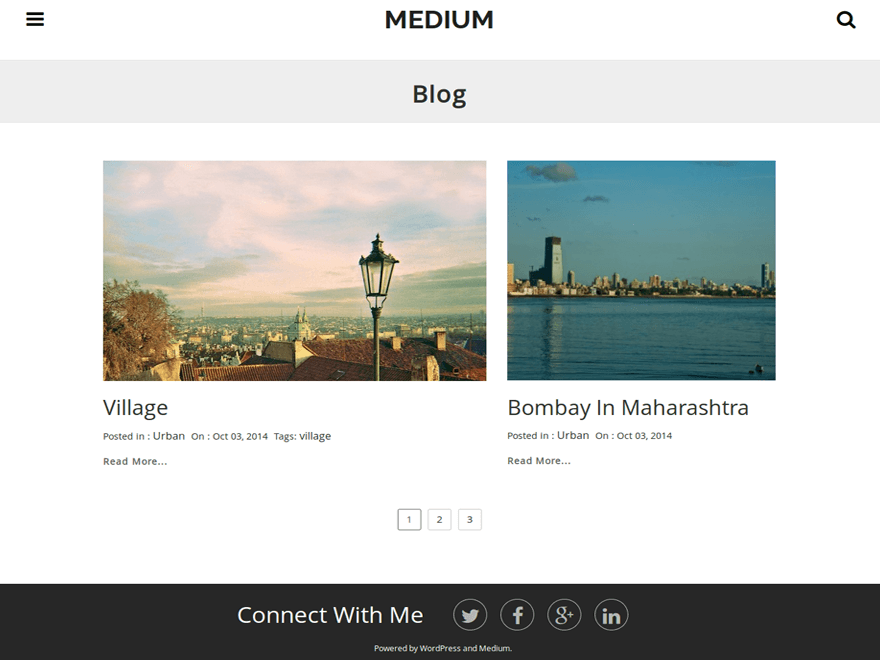 MEDIUM
Blog
Village
Posted in : Urban On : Oct 03, 2014 Tags: village
Read More...
Bombay In Maharashtra
Posted in : Urban On : Oct 03, 2014
Read More...
1 2 3
Connect With Me
Powered by WordPress and Medium.